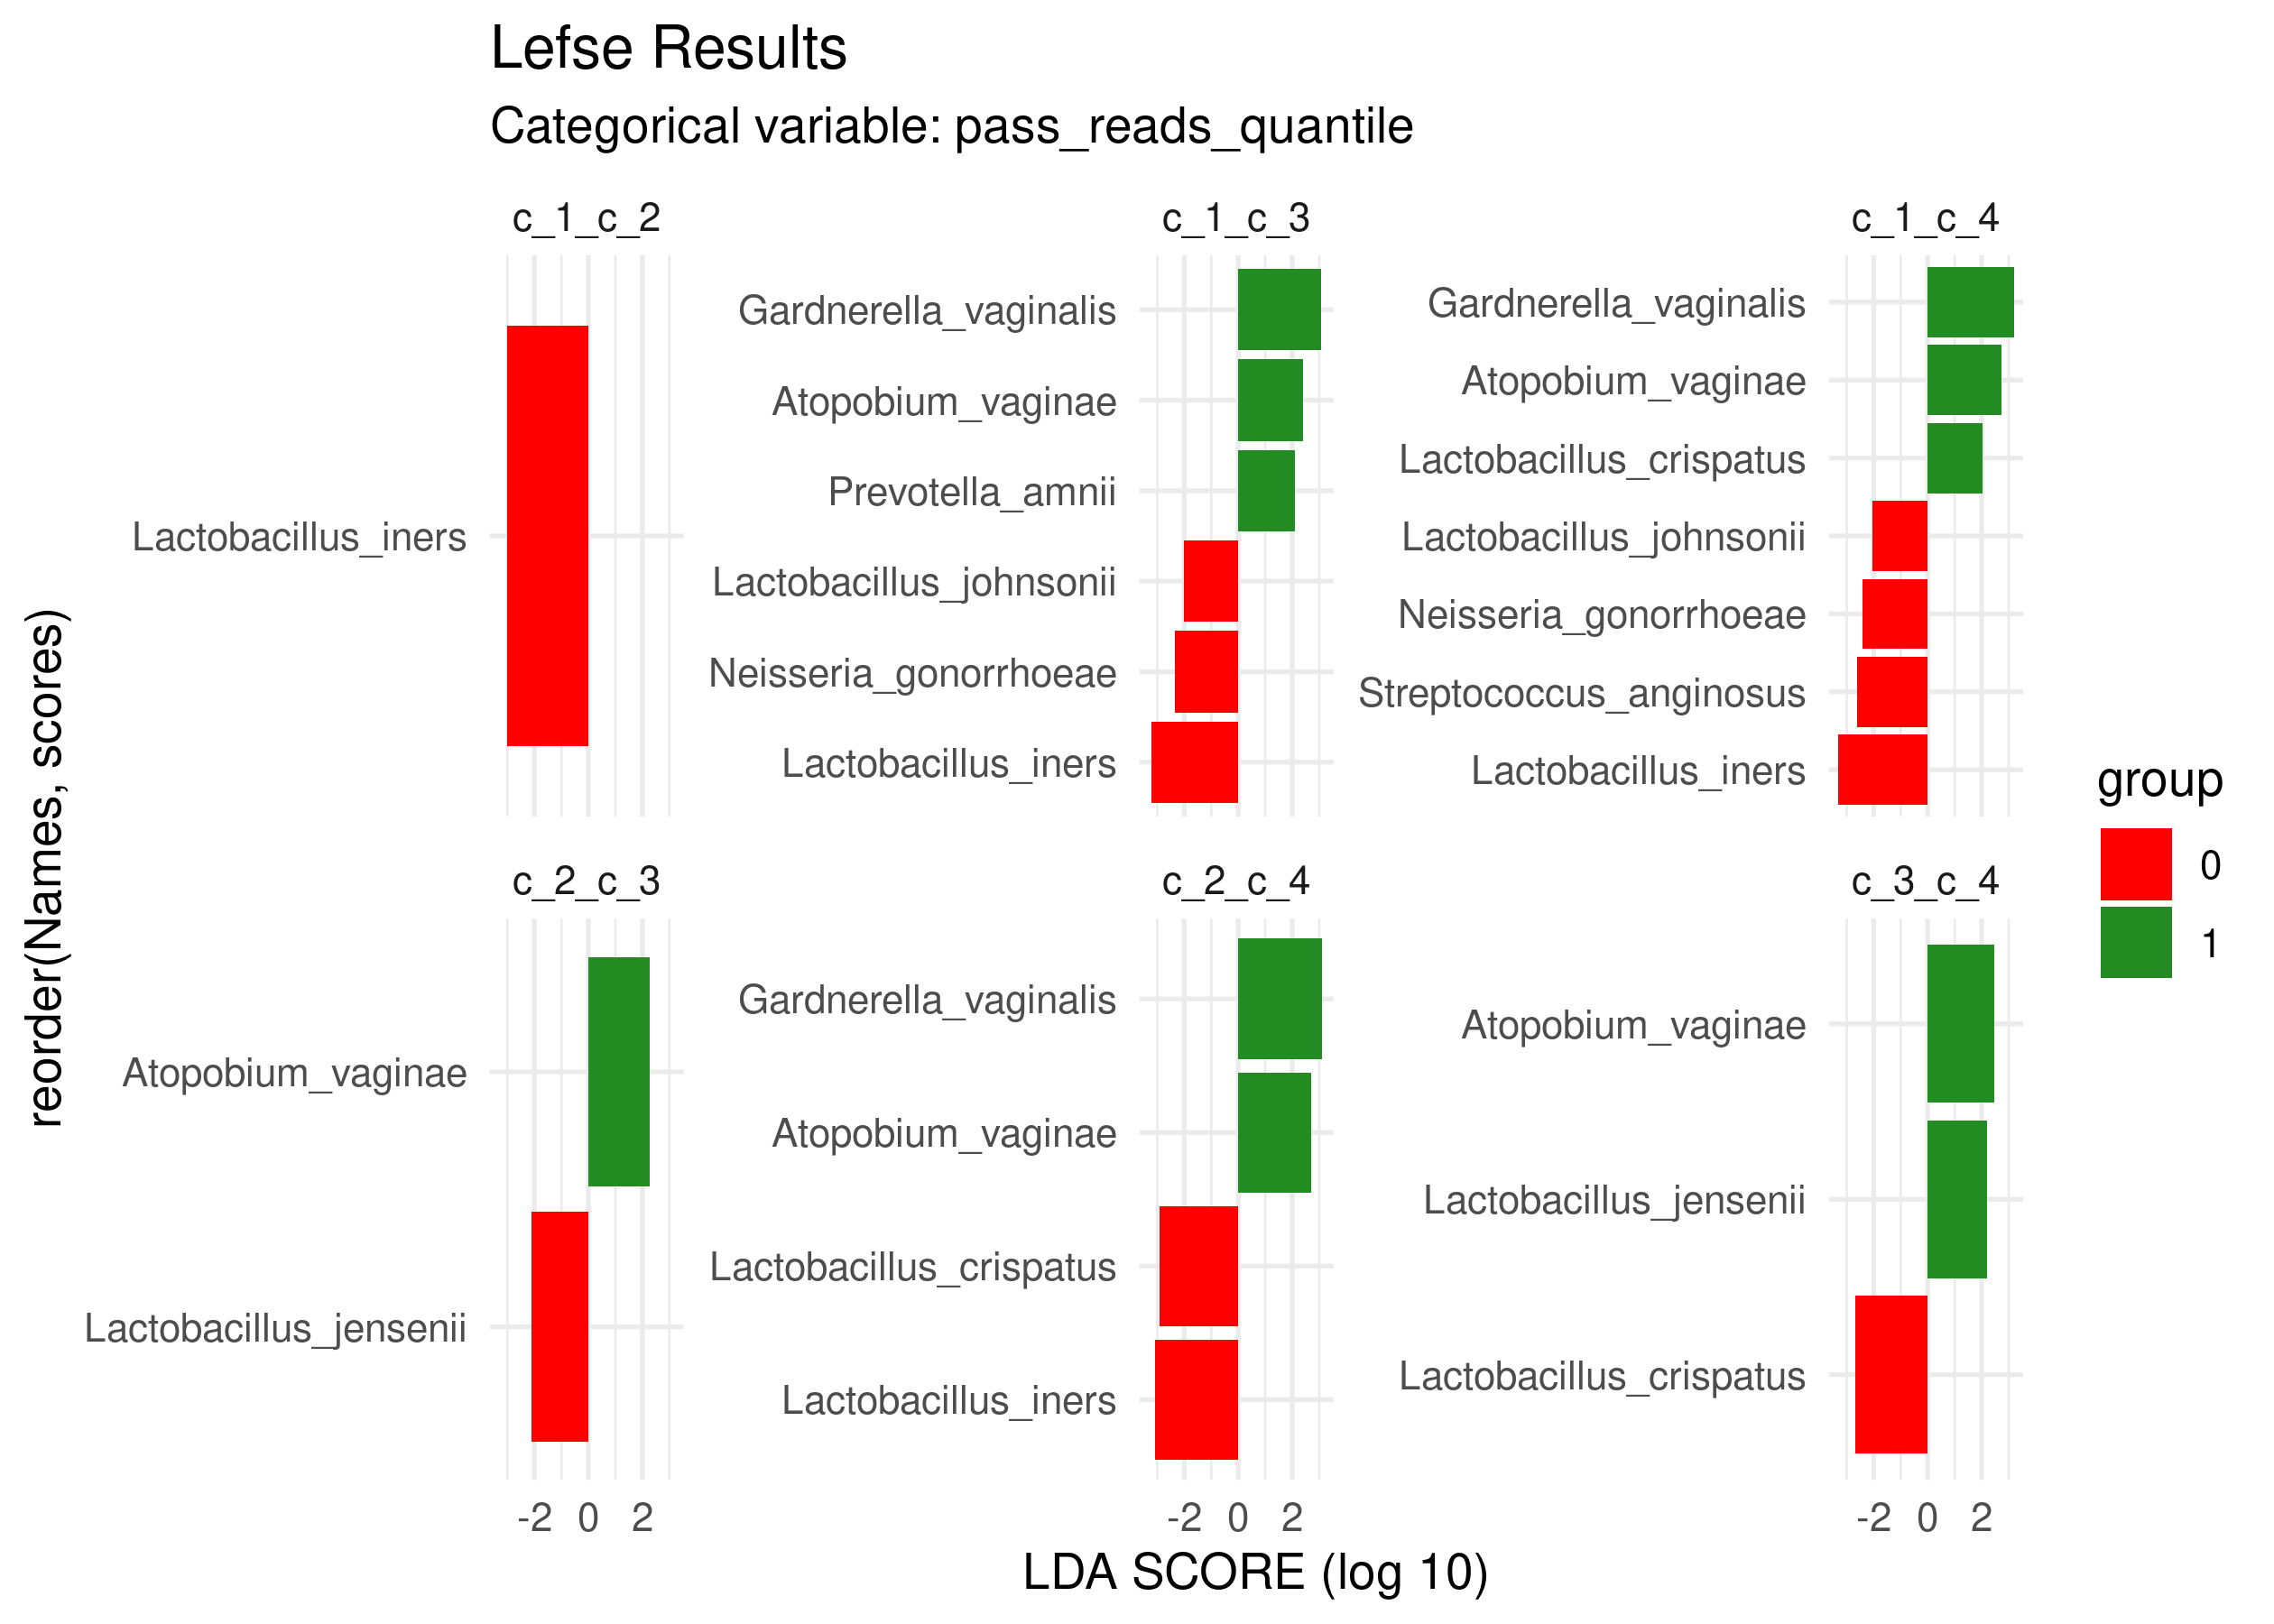 Lefse Results
Categorical variable: pass_reads_quantile
c_1_c_2
Lactobacillus_iners
c_1_c_3
Gardnerella_vaginalis
Atopobium_vaginae
Prevotella_amnii
Lactobacillus_johnsonii
Neisseria_gonorrhoeae
Lactobacillus_iners
c_1_c_4
Gardnerella_vaginalis
Atopobium_vaginae
Lactobacillus_crispatus
Lactobacillus_johnsonii
Neisseria_gonorrhoeae
Streptococcus_anginosus
Lactobacillus_iners
c_2_c_3
Atopobium_vaginae
Lactobacillus_jensenii
-2 0 2
c_2_c_4
Gardnerella_vaginalis
Atopobium_vaginae
Lactobacillus_crispatus
Lactobacillus_iners
-2 0 2
c_3_c_4
Atopobium_vaginae
Lactobacillus_jensenii
Lactobacillus_crispatus
-2 0 2
reorder(Names, scores)
LDA SCORE (log 10)
group
0
1